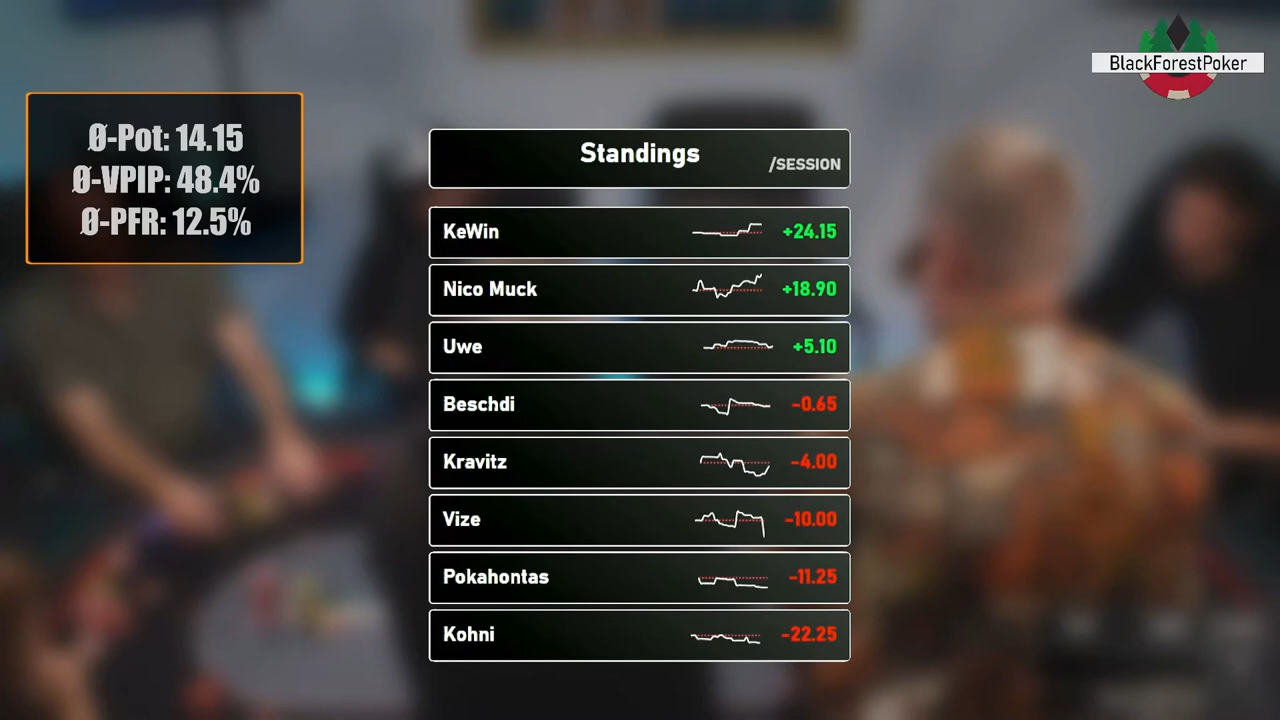 BlackForestPoker
Ø-Pot: 14.15
Ø-VPIP: 48.4%
Ø-PFR: 12.5%
Standings
/SESSION
KeWin +24.15
Nico Muck +18.90
Uwe +5.10
Beschdi -0.65
Kravitz -4.00
Vize -10.00
Pokahontas -11.25
Kohni -22.25